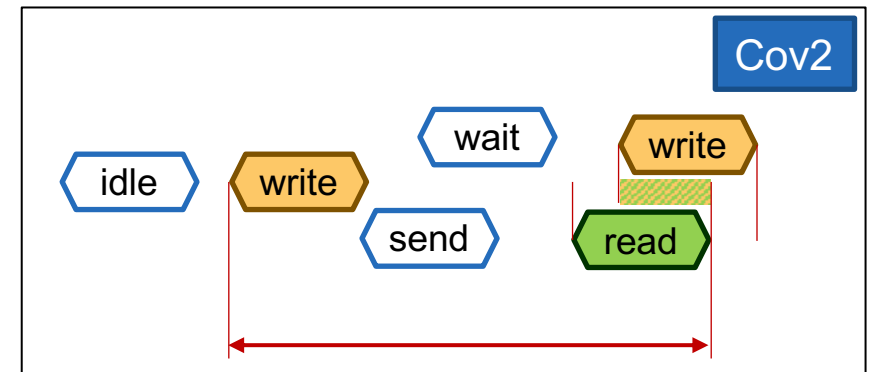 Cov2
wait
write
idle
write
send
read